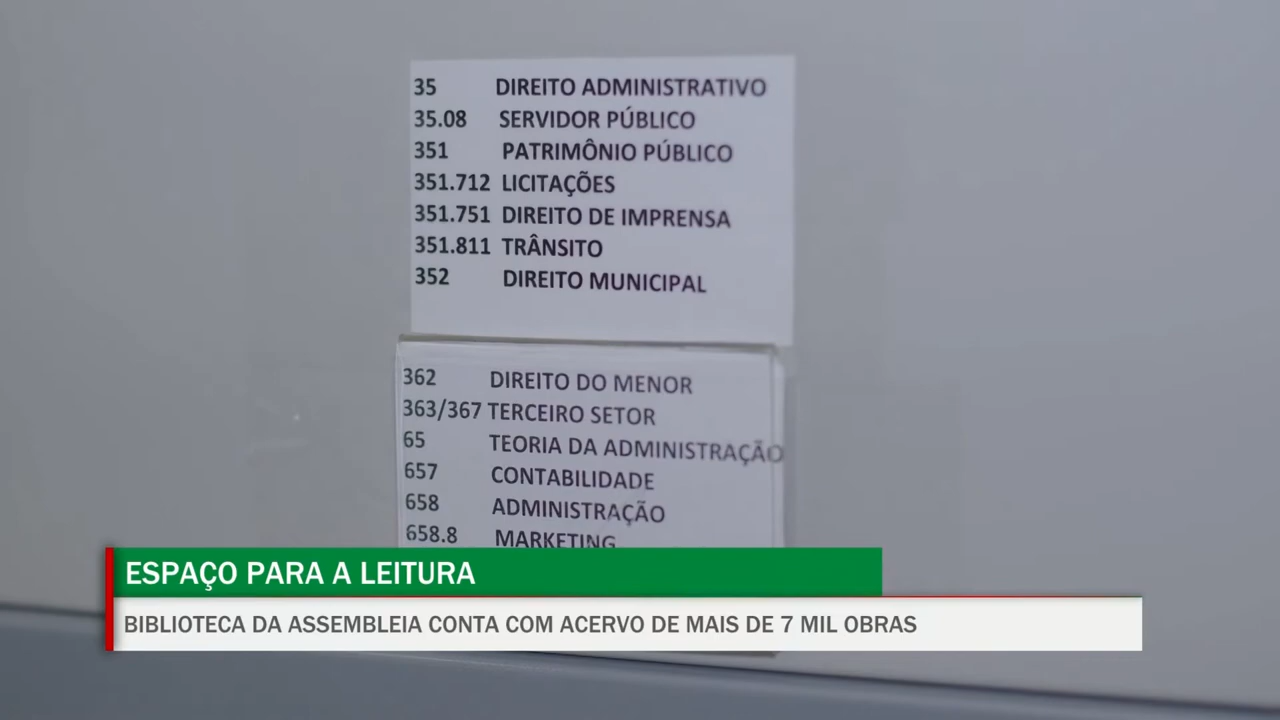 35 DIREITO ADMINISTRATIVO
35.08 SERVIDOR PÚBLICO
351 PATRIMÔNIO PÚBLICO
351.712 LICITAÇÕES
351.751 DIREITO DE IMPRENSA
351.811 TRÂNSITO
352 DIREITO MUNICIPAL
362 DIREITO DO MENOR
363/367 TERCEIRO SETOR
65 TEORIA DA ADMINISTRAÇÃO
657 CONTABILIDADE
658 ADMINISTRAÇÃO
658.8 MARKETING
ESPAÇO PARA A LEITURA
BIBLIOTECA DA ASSEMBLEIA CONTA COM ACERVO DE MAIS DE 7 MIL OBRAS